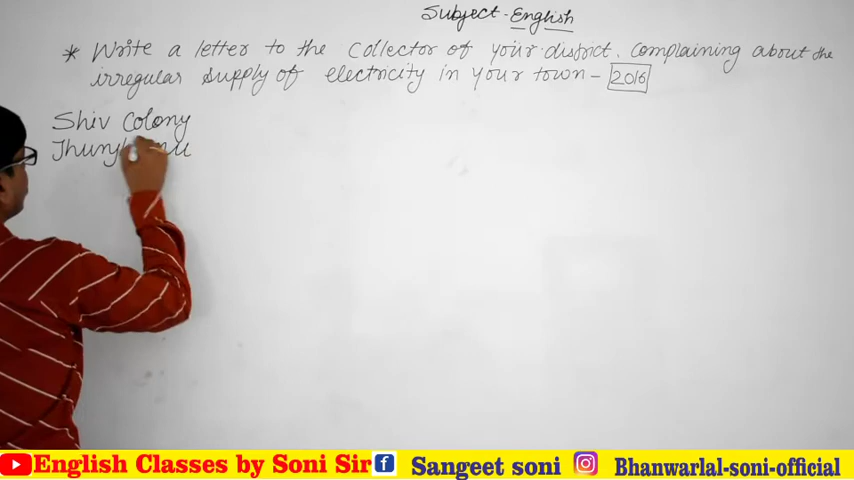 Subject - English
* Write a letter to the Collector of your district. Complaining about the
irregular Supply of electricity in your town - 2016
Shiv Colony
English Classes by Soni Sir Sangeet soni Bhanwarlal-soni-official